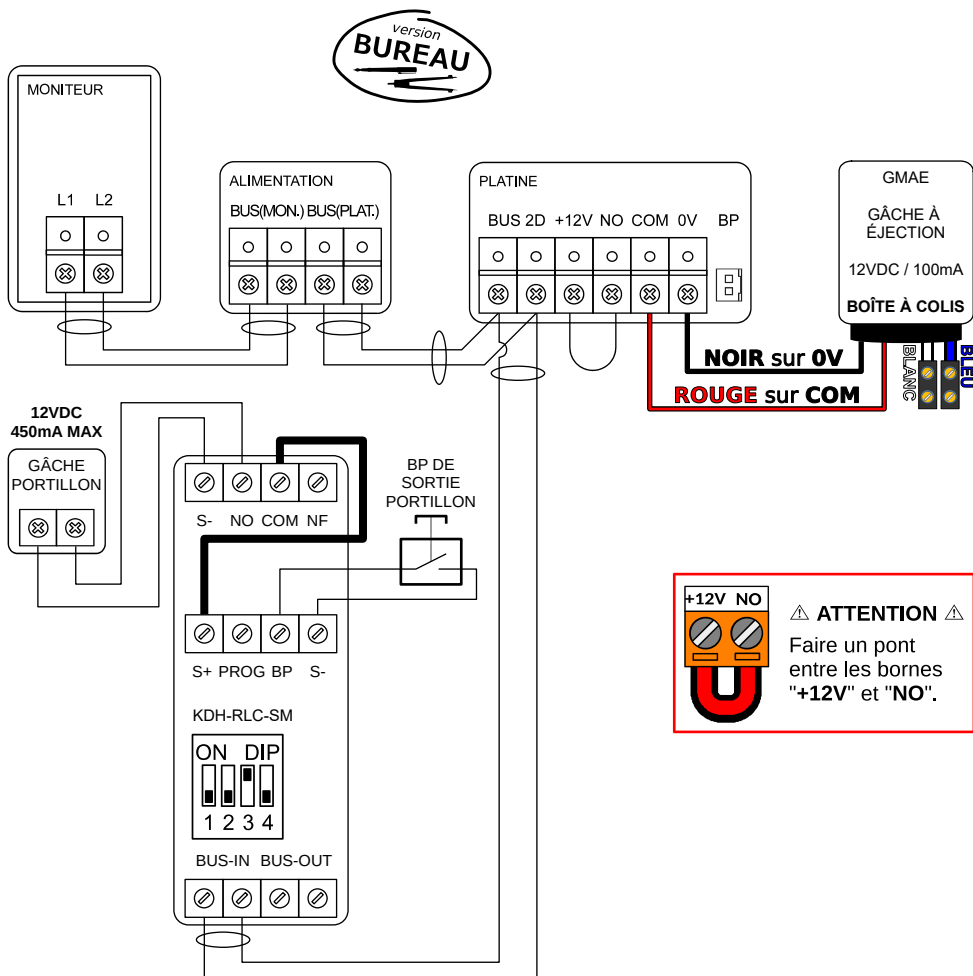 version
BUREAU
MONITEUR
L1 L2
ALIMENTATION
BUS(MON.) BUS(PLAT.)
PLATINE
BUS 2D +12V NO COM 0V BP
GMAE
GÂCHE À
ÉJECTION
12VDC / 100mA
BOÎTE À COLIS
BLANC
BLEU
NOIR sur 0V
ROUGE sur COM
12VDC
450mA MAX
GÂCHE
PORTILLON
S- NO COM NF
BP DE
SORTIE
PORTILLON
S+ PROG BP S-
KDH-RLC-SM
ON DIP
1 2 3 4
BUS-IN BUS-OUT
+12V NO
⚠ ATTENTION ⚠
Faire un pont
entre les bornes
"+12V" et "NO".